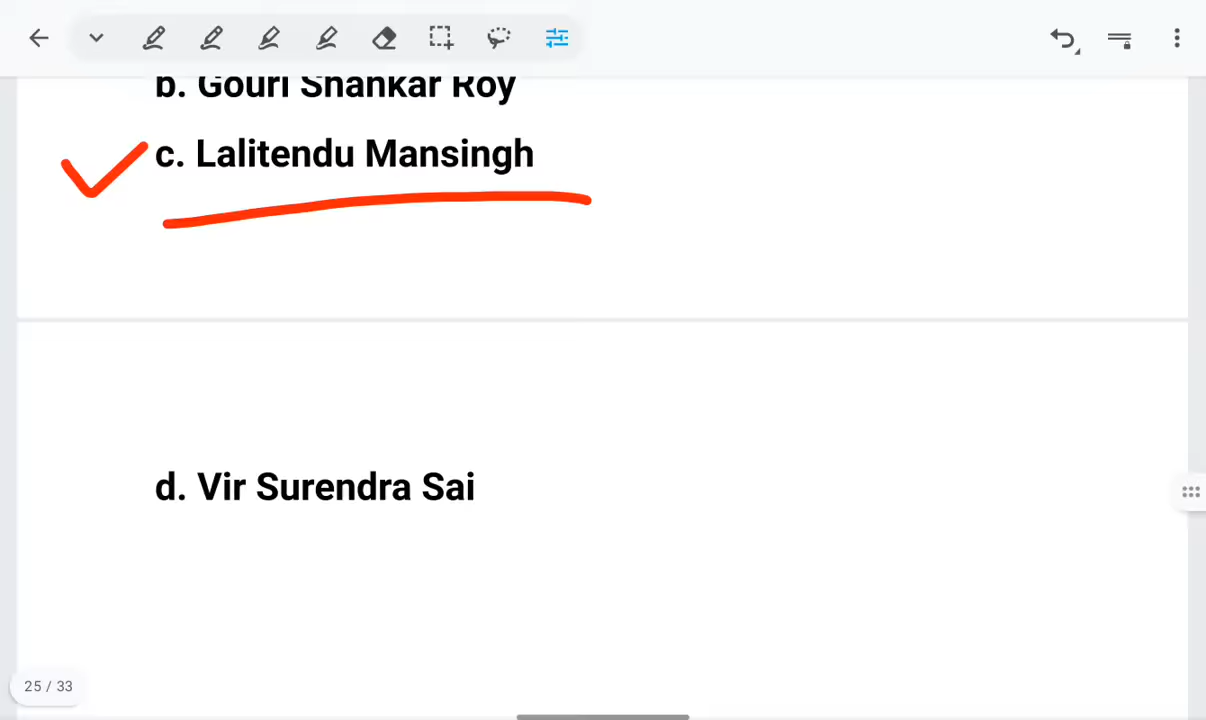 b. Gouri Shankar Roy
c. Lalitendu Mansingh
d. Vir Surendra Sai
25 / 33